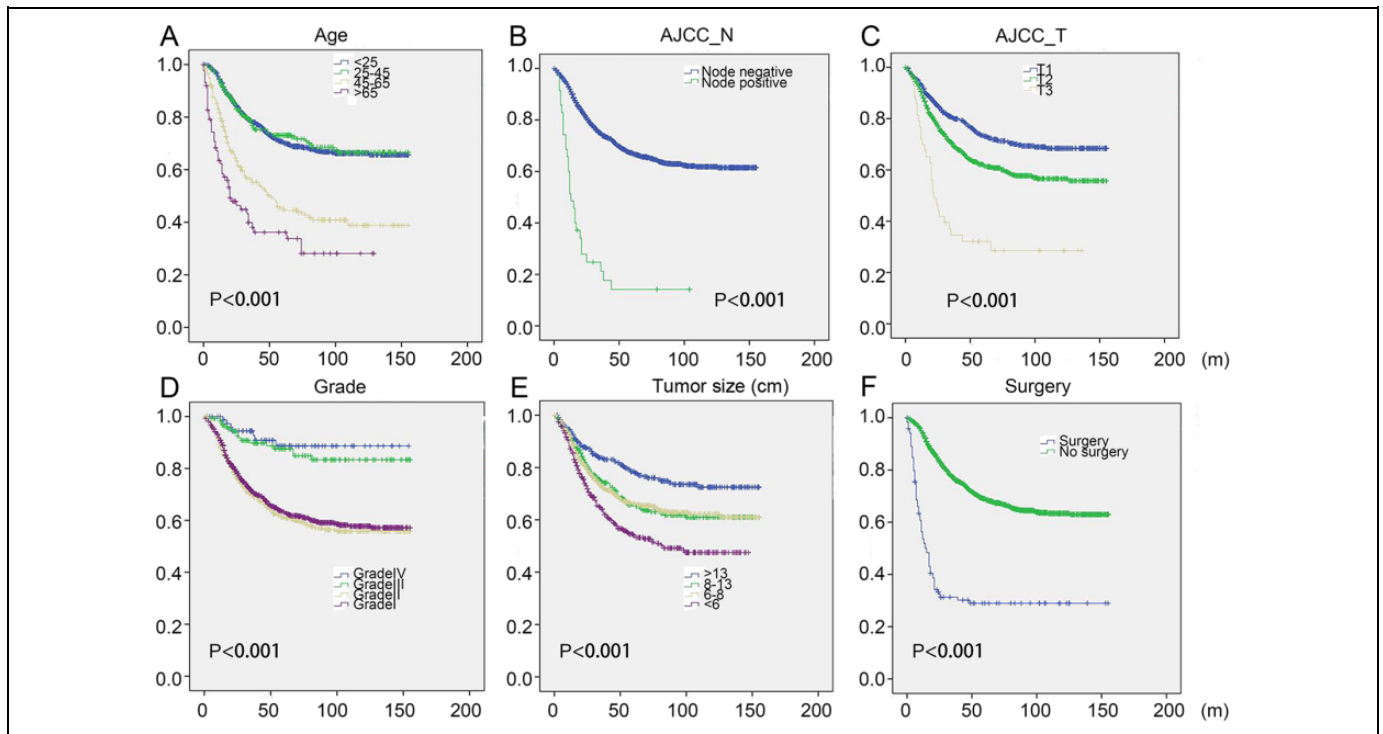 A Age
<25
25-45
45-65
>65
1.0
0.8
0.6
0.4
0.2
0.0
P<0.001
0 50 100 150 200
B AJCC_N
Node negative
Node positive
1.0
0.8
0.6
0.4
0.2
0.0
P<0.001
0 50 100 150 200
C AJCC_T
T1
T2
T3
1.0
0.8
0.6
0.4
0.2
0.0
P<0.001
0 50 100 150 200 (m)
D Grade
1.0
0.8
0.6
0.4
0.2
0.0
GradeIV
GradeIII
GradeII
GradeI
P<0.001
0 50 100 150 200
E Tumor size (cm)
1.0
0.8
0.6
0.4
0.2
0.0
>13
8-13
6-8
<6
P<0.001
0 50 100 150 200
F Surgery
Surgery
No surgery
1.0
0.8
0.6
0.4
0.2
0.0
P<0.001
0 50 100 150 200 (m)